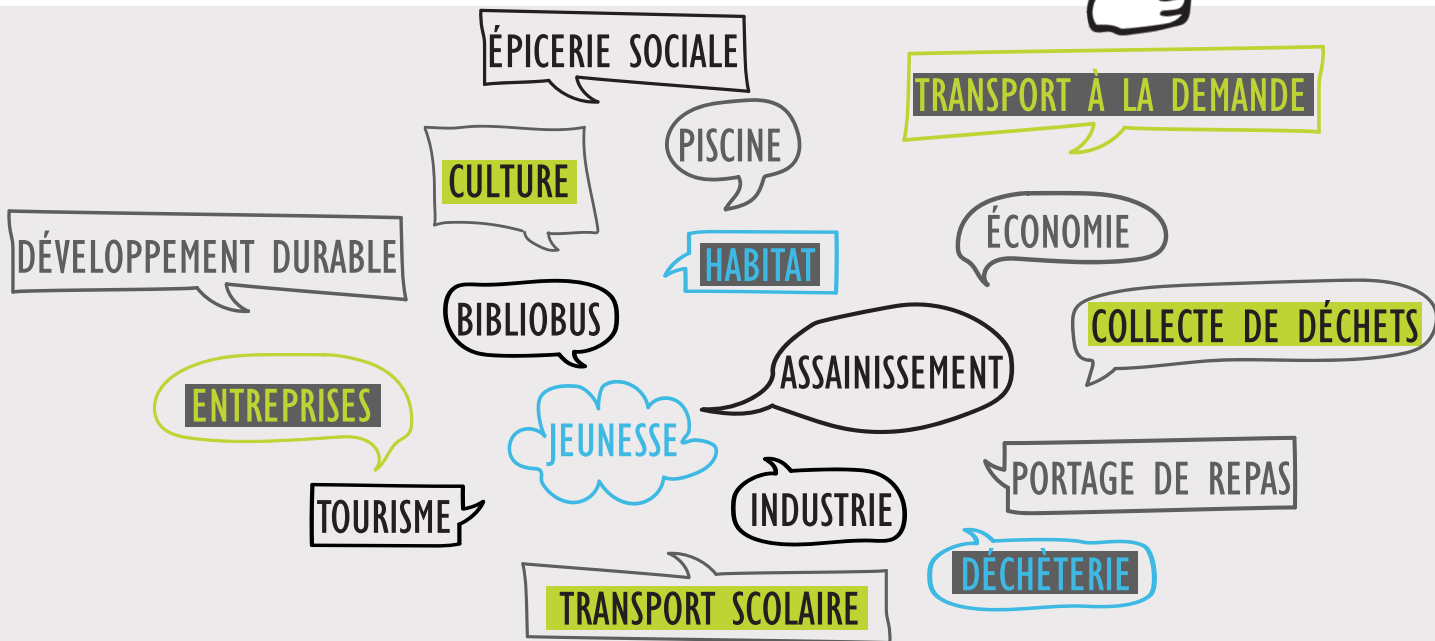 ÉPICERIE SOCIALE
TRANSPORT À LA DEMANDE
PISCINE
CULTURE
ÉCONOMIE
DÉVELOPPEMENT DURABLE
HABITAT
BIBLIOBUS
COLLECTE DE DÉCHETS
ASSAINISSEMENT
ENTREPRISES
JEUNESSE
PORTAGE DE REPAS
TOURISME
INDUSTRIE
DÉCHÈTERIE
TRANSPORT SCOLAIRE